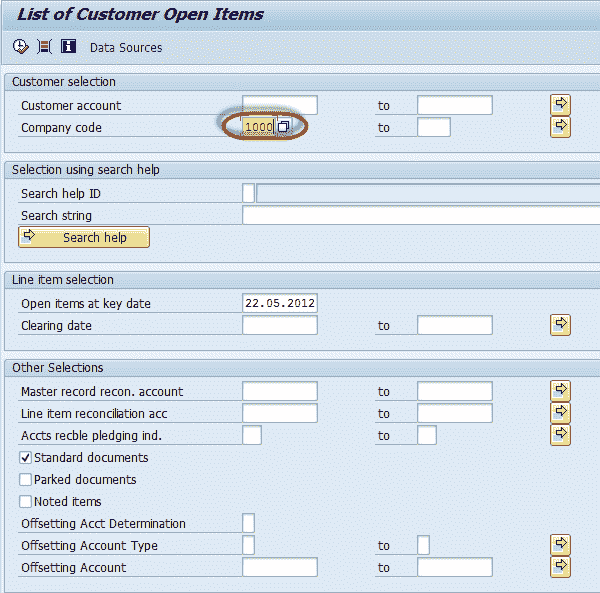 List of Customer Open Items
Data Sources
Customer selection
Customer account to
Company code 1000 to
Selection using search help
Search help ID
Search string
Search help
Line item selection
Open items at key date 22.05.2012
Clearing date to
Other Selections
Master record recon. account to
Line item reconciliation acc to
Accts recble pledging ind. to
Standard documents
Parked documents
Noted items
Offsetting Acct Determination
Offsetting Account Type to
Offsetting Account to